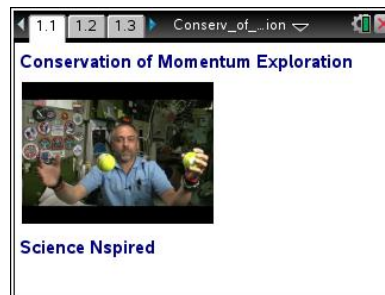 1.1 1.2 1.3 Conserv_of_...ion
Conservation of Momentum Exploration
Science Nspired